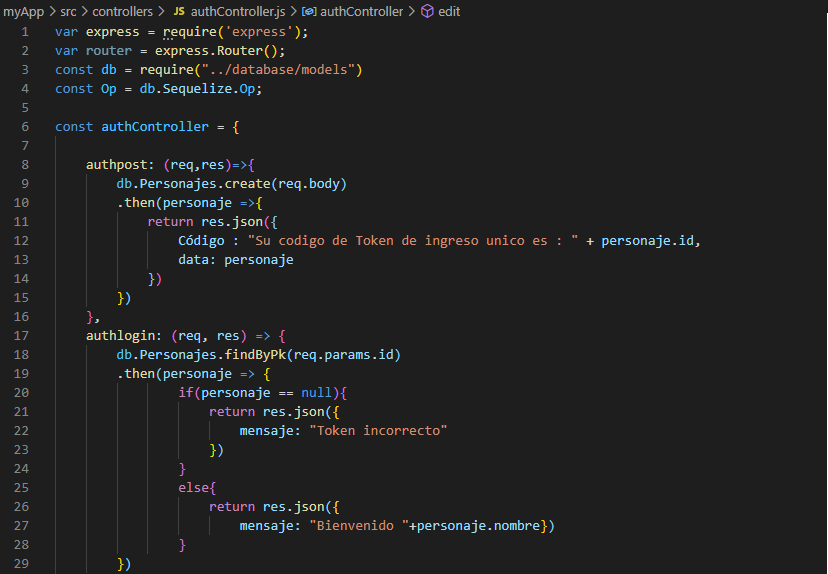 myApp > src > controllers > JS authController.js > authController > edit
1 var express = require('express');
2 var router = express.Router();
3 const db = require("../database/models")
4 const Op = db.Sequelize.Op;
5
6 const authController = {
7
8 authpost: (req,res)=>{
9 db.Personajes.create(req.body)
10 .then(personaje =>{
11 return res.json({
12 Código : "Su codigo de Token de ingreso unico es : " + personaje.id,
13 data: personaje
14 })
15 })
16 },
17 authlogin: (req, res) => {
18 db.Personajes.findByPk(req.params.id)
19 .then(personaje => {
20 if(personaje == null){
21 return res.json({
22 mensaje: "Token incorrecto"
23 })
24 }
25 else{
26 return res.json({
27 mensaje: "Bienvenido "+personaje.nombre})
28 }
29 })